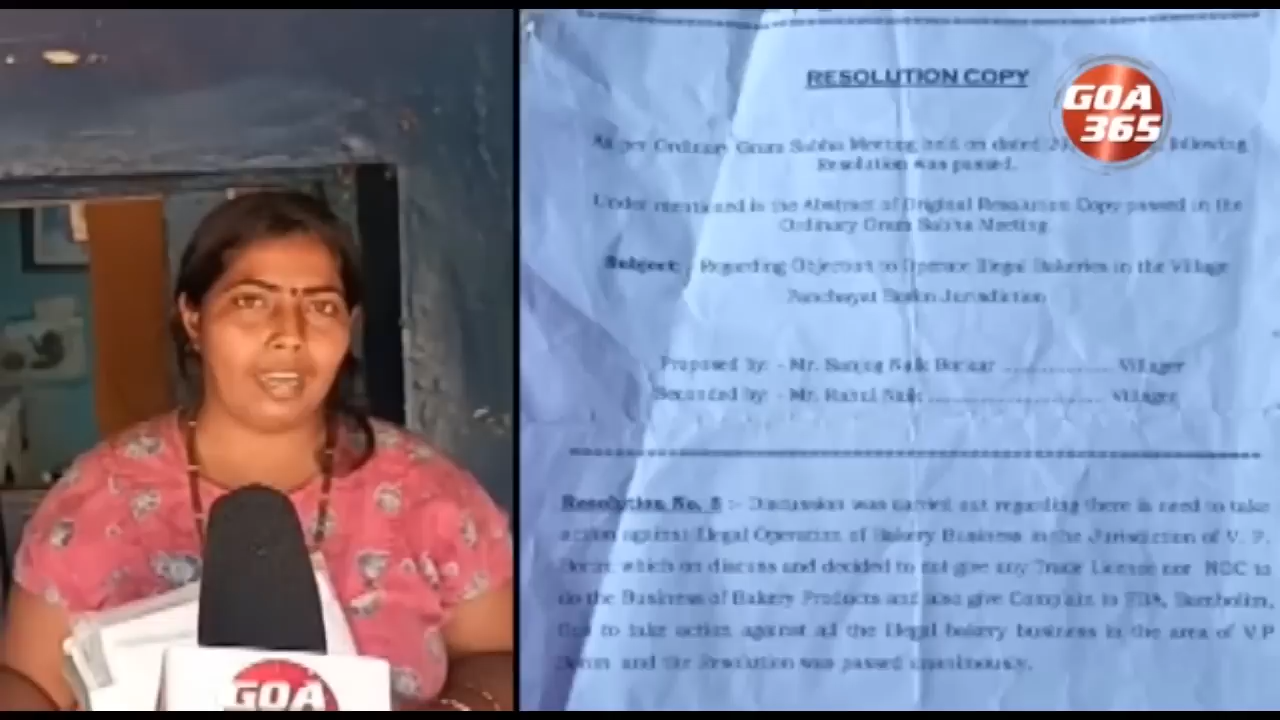 RESOLUTION COPY
GOA
365
As per Ordinary Gram Sabha Meeting held on dated following
Resolution was passed.
Under mentioned is the Abstract of Original Resolution Copy passed in the
Ordinary Gram Sabha Meeting
Subject: Regarding Objection to Operate Illegal Bakeries in the Village
Panchayat Jurisdiction
Proposed by: - Mr. Naik .................. Villager
Seconded by: - Mr. Naik .................. Villager
Resolution No. :- Discussion was carried out regarding there is need to take
action against Illegal Operation of Bakery Business in the Jurisdiction of V. P.
which on discuss and decided to not give any Trade License nor NOC to
do the Business of Bakery Products and also give Complain to FDA, Bambolim,
to take action against all the illegal bakery business in the area of V.P
and the Resolution was passed unanimously.
GOA